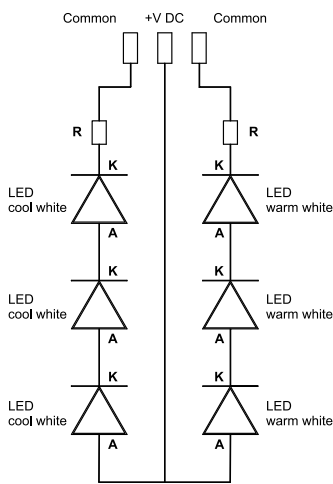 Common +V DC Common
R R
K K
LED LED
cool white warm white
A A
K K
LED LED
cool white warm white
A A
K K
LED LED
cool white warm white
A A